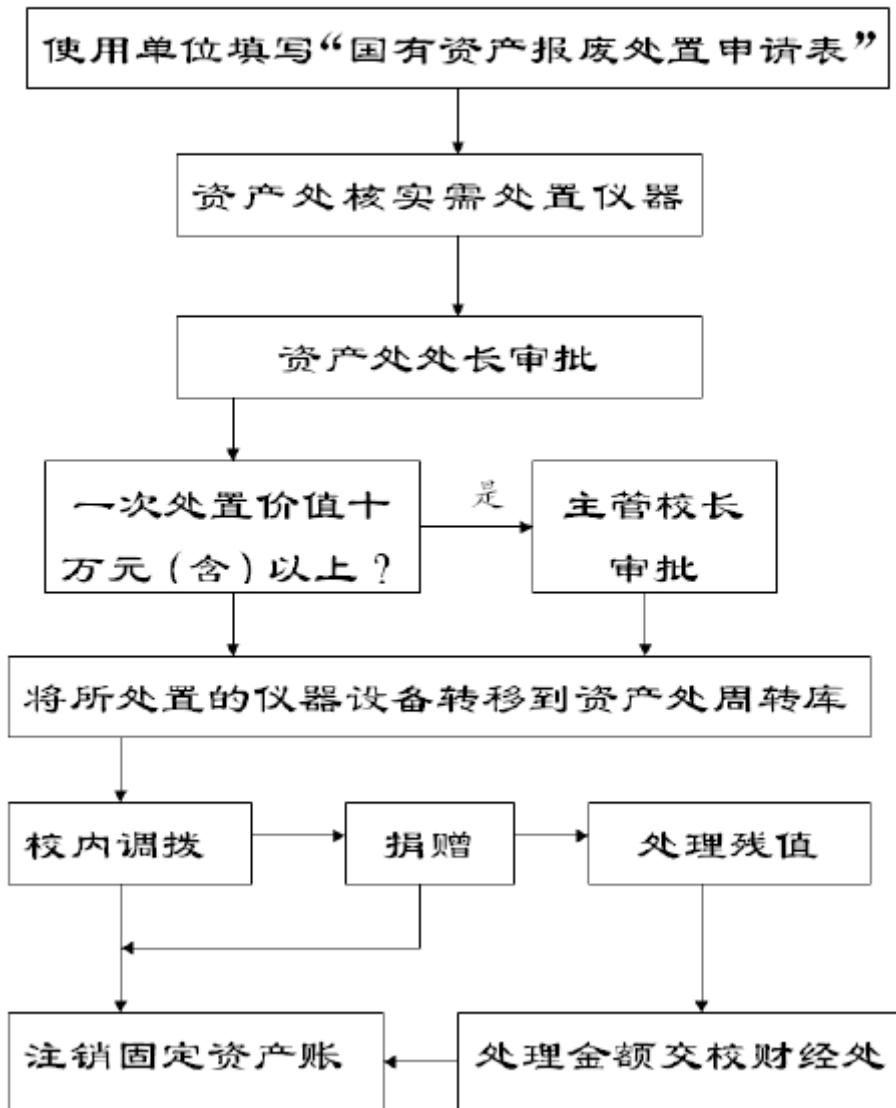 使用单位填写“国有资产报废处置申请表”
资产处核实需处置仪器
资产处处长审批
一次处置价值十
万元（含）以上？
是
主管校长
审批
将所处置的仪器设备转移到资产处周转库
校内调拨
捐赠
处理残值
注销固定资产账
处理金额交校财经处